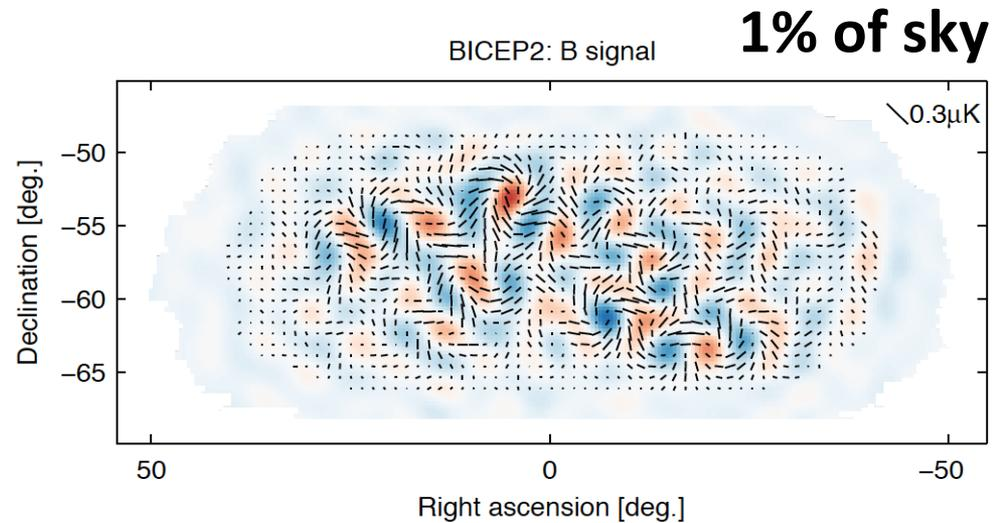 1% of sky
BICEP2: B signal
0.3μK
−50
−55
−60
−65
Declination [deg.]
50
0
−50
Right ascension [deg.]